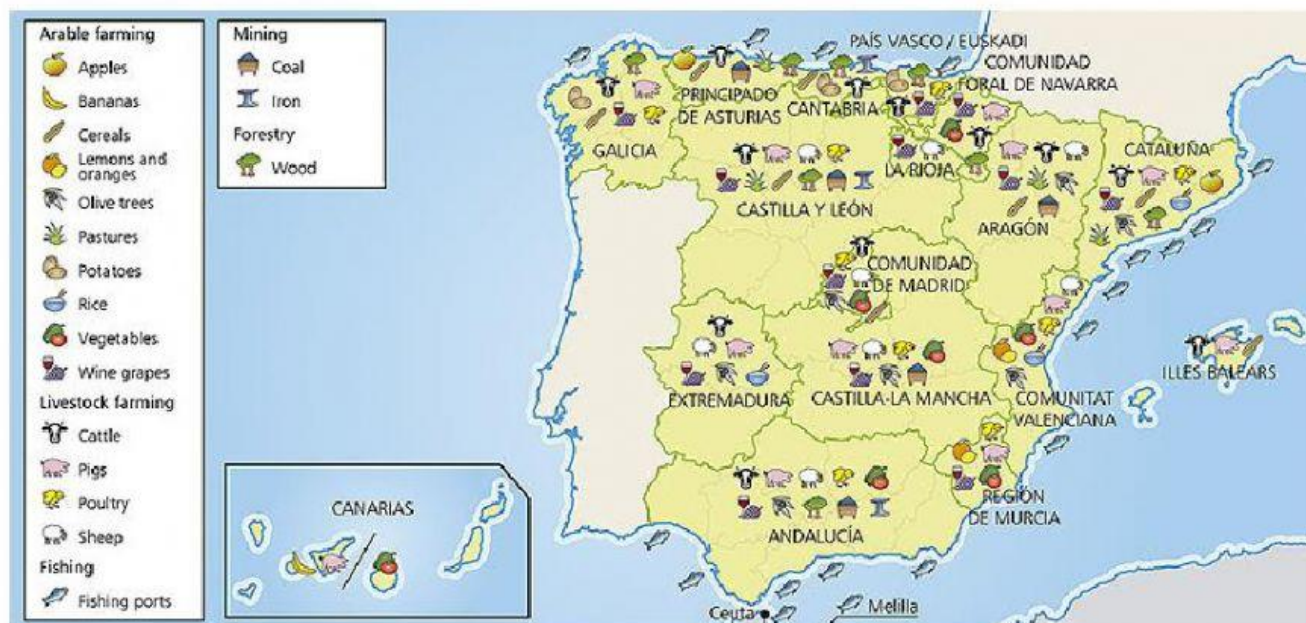 Arable farming
Apples
Bananas
Cereals
Lemons and
oranges
Olive trees
Pastures
Potatoes
Rice
Vegetables
Wine grapes
Livestock farming
Cattle
Pigs
Poultry
Sheep
Fishing
Fishing ports
Mining
Coal
Iron
Forestry
Wood
PAÍS VASCO / EUSKADI
COMUNIDAD
FORAL DE NAVARRA
PRINCIPADO
DE ASTURIAS
CANTABRIA
GALICIA
LA RIOJA
CATALUÑA
CASTILLA Y LEÓN
ARAGÓN
COMUNIDAD
DE MADRID
ILLES BALEARS
EXTREMADURA
CASTILLA-LA MANCHA
COMUNITAT
VALENCIANA
REGIÓN
DE MURCIA
ANDALUCÍA
CANARIAS
Ceuta
Melilla